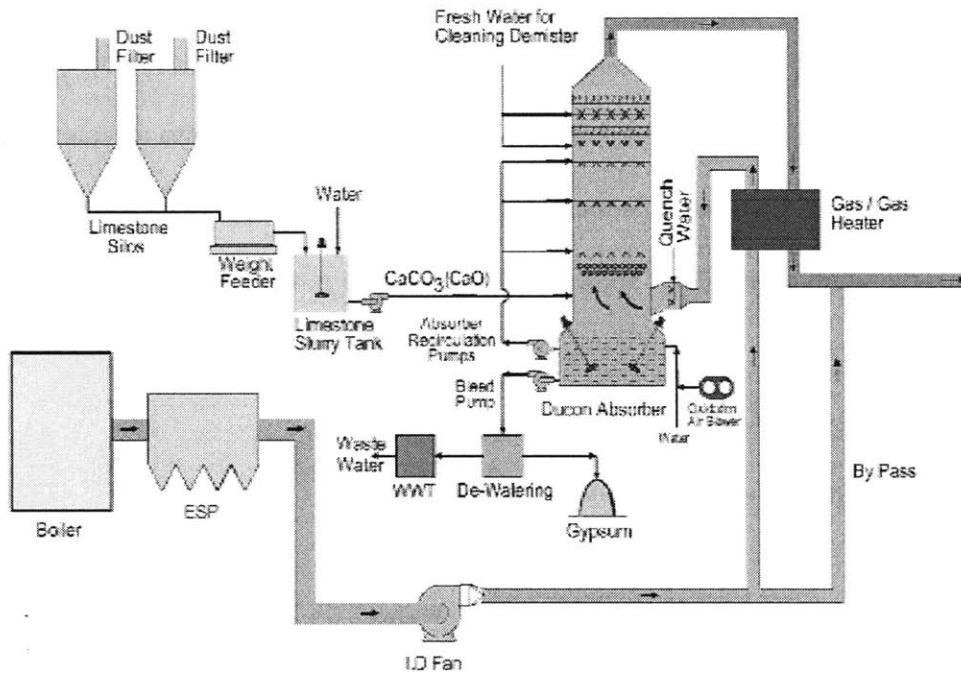 Dust
Filter
Dust
Filter
Fresh Water for
Cleaning Demister
Limestone
Silos
Weight
Feeder
Water
Limestone
Slurry Tank
CaCO₃(CaO)
Quench
Water
Gas / Gas
Heater
Absorber
Recirculation
Pumps
Bleed
Pump
Ducon Absorber
Oxidation
Air Blower
Water
Waste
Water
WWT
De-Watering
Gypsum
By Pass
Boiler
ESP
I.D Fan